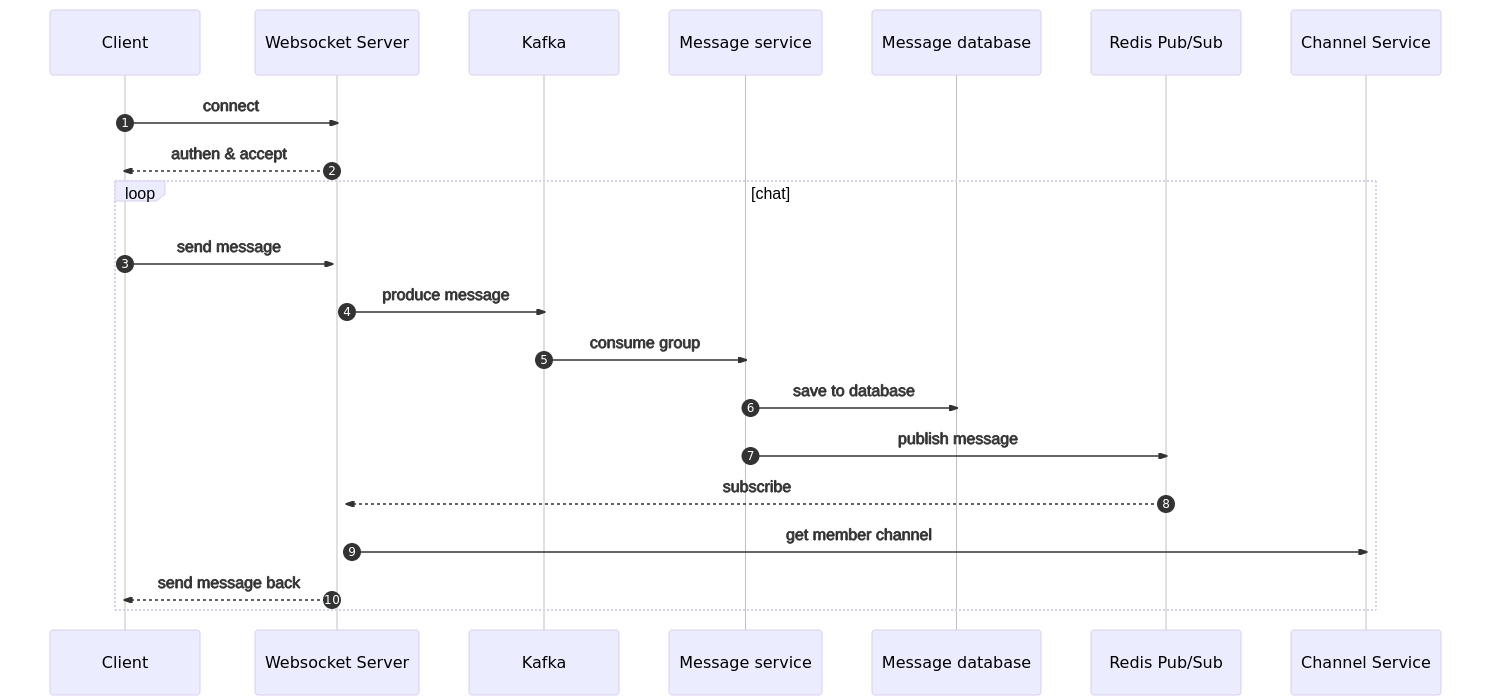 Client
Websocket Server
Kafka
Message service
Message database
Redis Pub/Sub
Channel Service
connect
1
authen & accept
2
loop
[chat]
send message
3
produce message
4
consume group
5
save to database
6
publish message
7
subscribe
8
get member channel
9
send message back
10
Client
Websocket Server
Kafka
Message service
Message database
Redis Pub/Sub
Channel Service